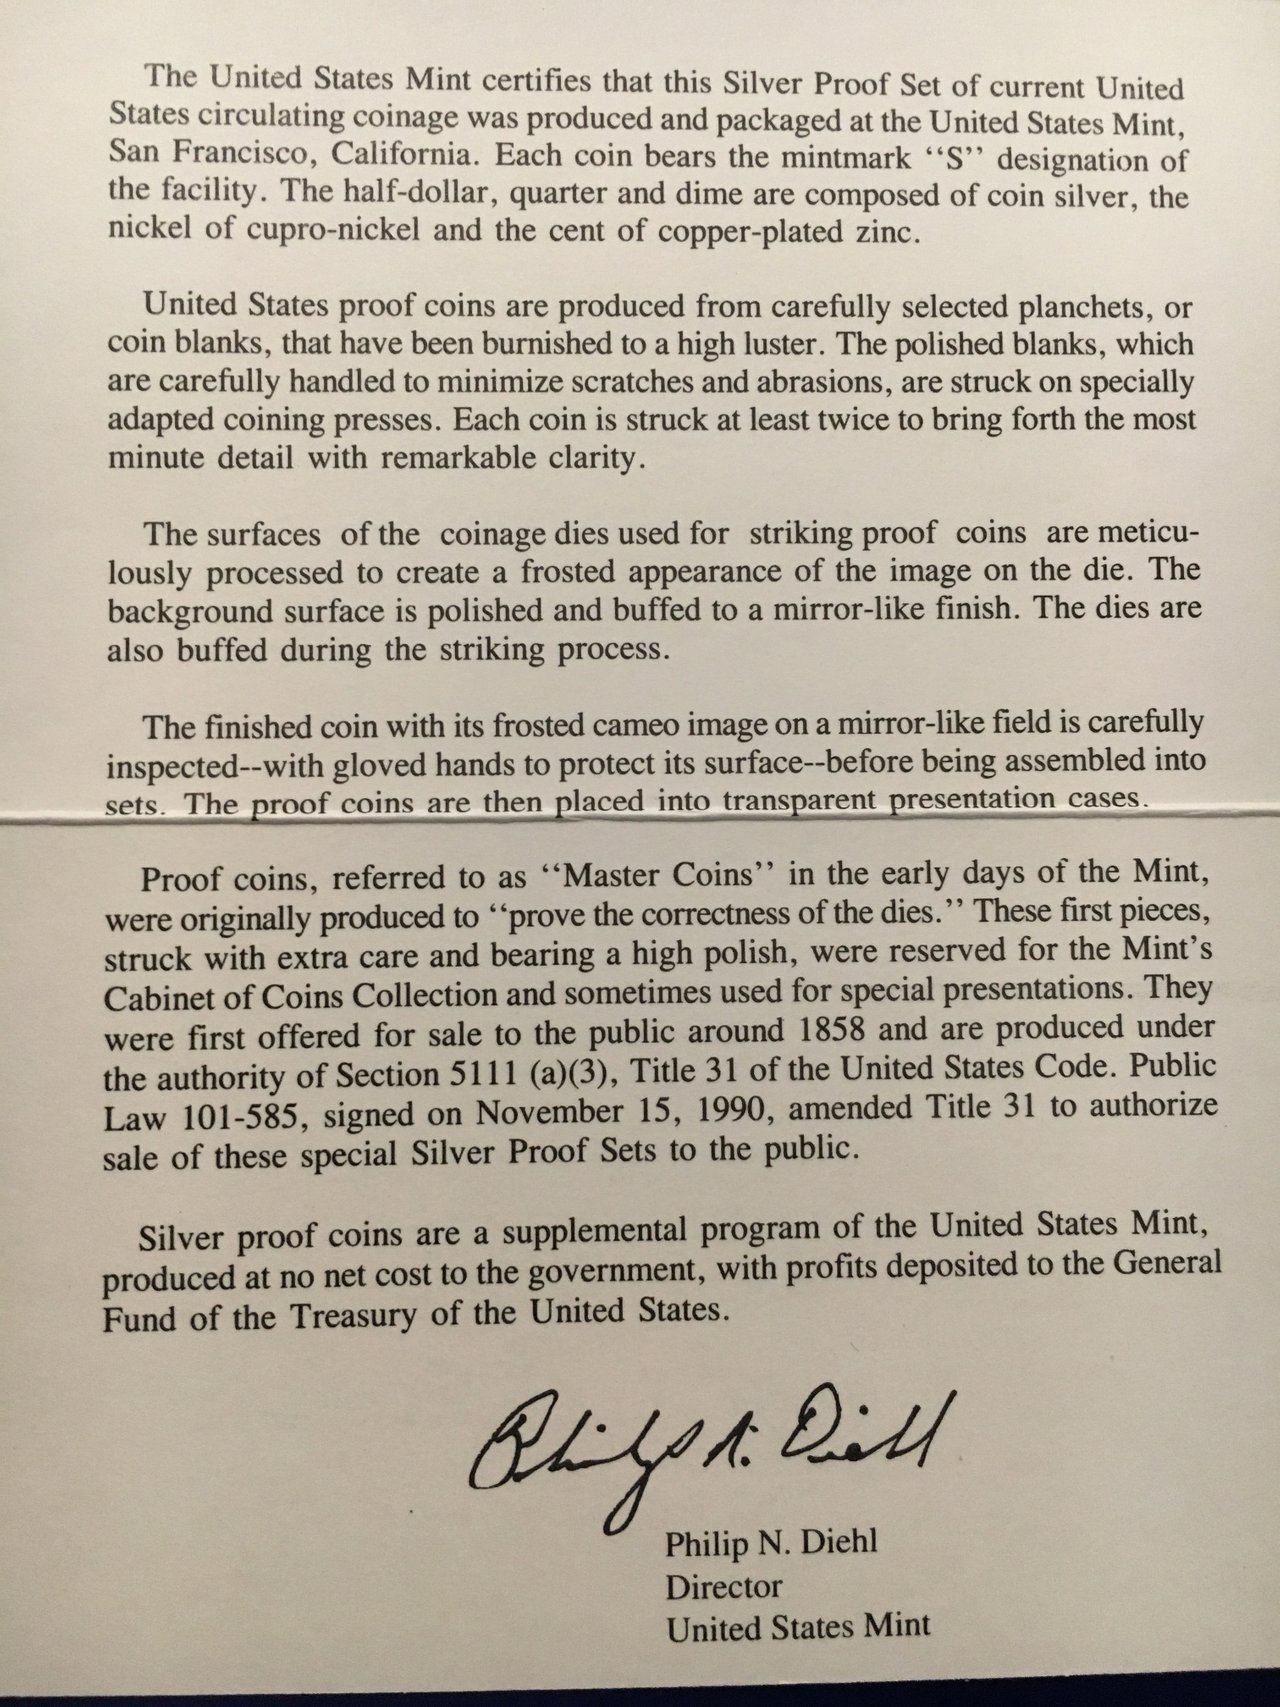 The United States Mint certifies that this Silver Proof Set of current United
States circulating coinage was produced and packaged at the United States Mint,
San Francisco, California. Each coin bears the mintmark ‘‘S’’ designation of
the facility. The half-dollar, quarter and dime are composed of coin silver, the
nickel of cupro-nickel and the cent of copper-plated zinc.
United States proof coins are produced from carefully selected planchets, or
coin blanks, that have been burnished to a high luster. The polished blanks, which
are carefully handled to minimize scratches and abrasions, are struck on specially
adapted coining presses. Each coin is struck at least twice to bring forth the most
minute detail with remarkable clarity.
The surfaces of the coinage dies used for striking proof coins are meticu-
lously processed to create a frosted appearance of the image on the die. The
background surface is polished and buffed to a mirror-like finish. The dies are
also buffed during the striking process.
The finished coin with its frosted cameo image on a mirror-like field is carefully
inspected--with gloved hands to protect its surface--before being assembled into
sets. The proof coins are then placed into transparent presentation cases.
Proof coins, referred to as ‘‘Master Coins’’ in the early days of the Mint,
were originally produced to ‘‘prove the correctness of the dies.’’ These first pieces,
struck with extra care and bearing a high polish, were reserved for the Mint’s
Cabinet of Coins Collection and sometimes used for special presentations. They
were first offered for sale to the public around 1858 and are produced under
the authority of Section 5111 (a)(3), Title 31 of the United States Code. Public
Law 101-585, signed on November 15, 1990, amended Title 31 to authorize
sale of these special Silver Proof Sets to the public.
Silver proof coins are a supplemental program of the United States Mint,
produced at no net cost to the government, with profits deposited to the General
Fund of the Treasury of the United States.
Philip N. Diehl
Philip N. Diehl
Director
United States Mint